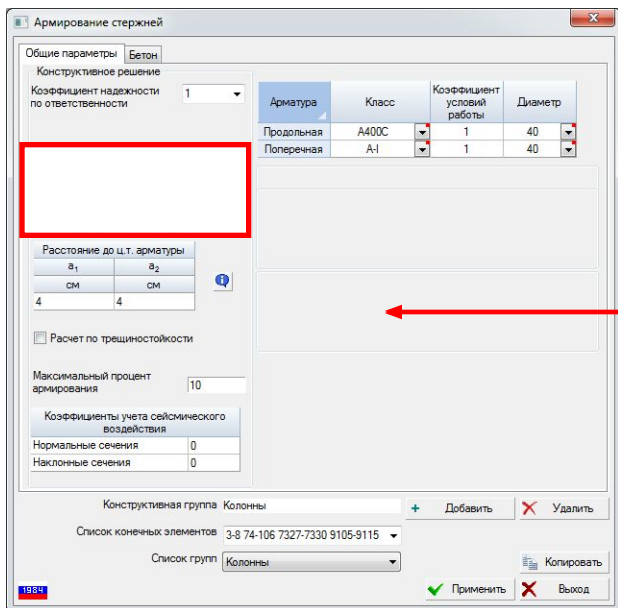 Армирование стержней
Общие параметры
Бетон
Конструктивное решение
Коэффициент надежности
по ответственности
1
Арматура
Класс
Коэффициент
условий
работы
Диаметр
Продольная
A400C
1
40
Поперечная
A-I
1
40
Расстояние до ц.т. арматуры
a1
a2
см
см
4
4
Расчет по трещиностойкости
Максимальный процент
армирования
10
Коэффициенты учета сейсмического
воздействия
Нормальные сечения
0
Наклонные сечения
0
Конструктивная группа
Колонны
Добавить
Удалить
Список конечных элементов
3-8 74-106 7327-7330 9105-9115
Список групп
Колонны
Копировать
1984
Применить
Выход